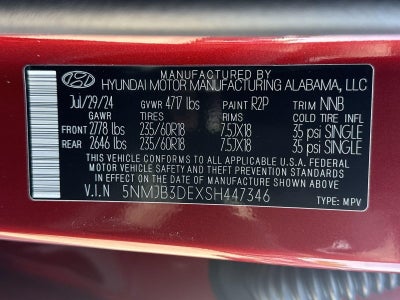 MANUFACTURED BY
HYUNDAI MOTOR MANUFACTURING ALABAMA, LLC
Jul/29/24 GVWR 4717 lbs PAINT R2P TRIM NNB
GAWR TIRES RIMS COLD TIRE INFL
FRONT 2778 lbs 235/60R18 7.5JX18 35 psi SINGLE
REAR 2646 lbs 235/60R18 7.5JX18 35 psi SINGLE
THIS VEHICLE CONFORMS TO ALL APPLICABLE U.S.A. FEDERAL
MOTOR VEHICLE SAFETY AND THEFT PREVENTION STANDARDS
IN EFFECT ON THE DATE OF MANUFACTURE SHOWN ABOVE.
V.I.N 5NMJB3DEXSH447346
TYPE: MPV